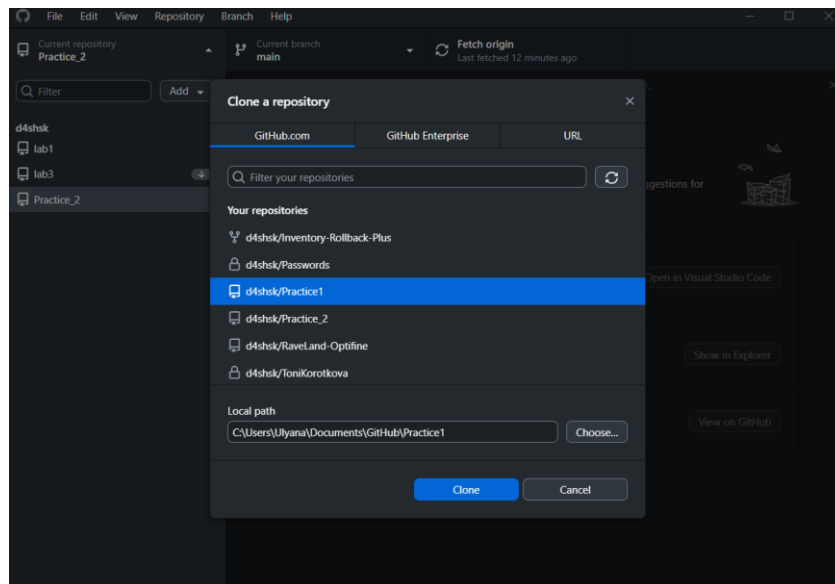 File Edit View Repository Branch Help
Current repository
Practice_2
Current branch
main
Fetch origin
Last fetched 12 minutes ago
Filter
Add
d4shsk
lab1
lab3
Practice_2
Clone a repository
GitHub.com GitHub Enterprise URL
Filter your repositories
Your repositories
d4shsk/Inventory-Rollback-Plus
d4shsk/Passwords
d4shsk/Practice1
d4shsk/Practice_2
d4shsk/RaveLand-Optifine
d4shsk/ToniKorotkova
Local path
C:\Users\Ulyana\Documents\GitHub\Practice1
Choose...
Clone Cancel
ggestions for
Open in Visual Studio Code
Show in Explorer
View on GitHub